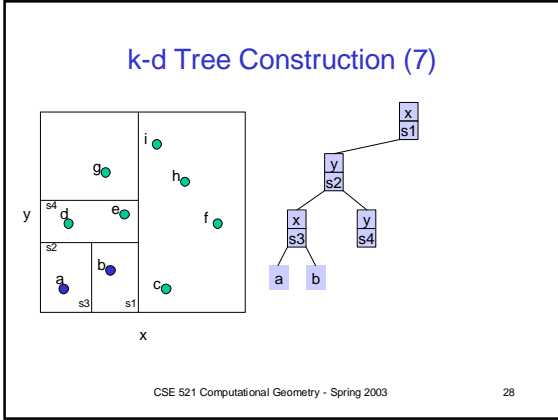 k-d Tree Construction (7)
x
s1
i
y
s2
g
h
s4
e
y
d
f
x
s3
y
s4
s2
b
a
c
s3
s1
a
b
x
CSE 521 Computational Geometry - Spring 2003
28